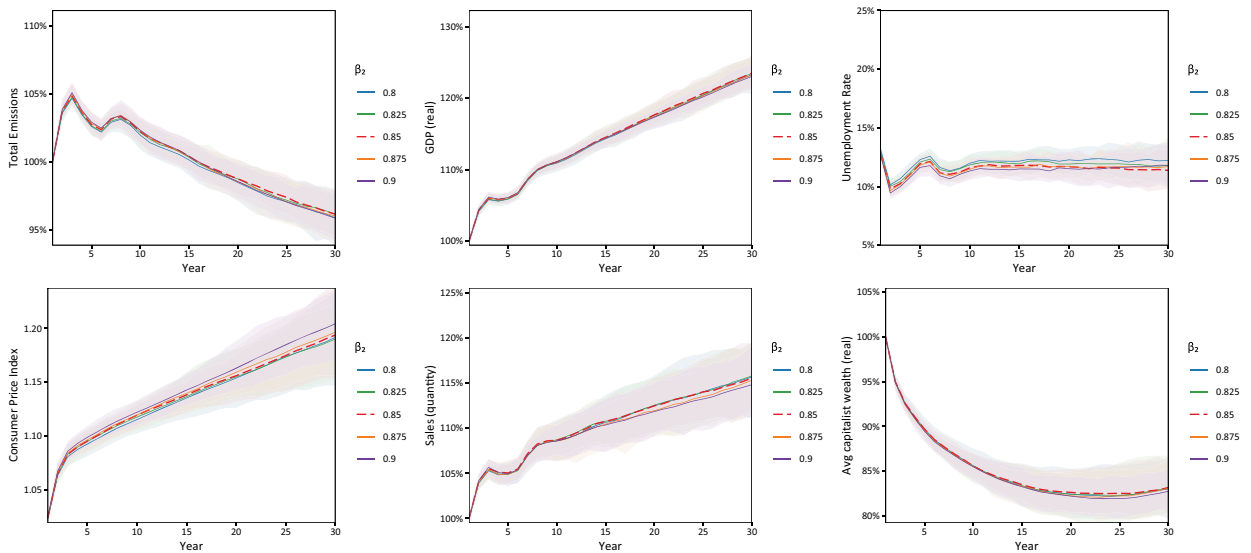 110%
105%
100%
95%
Total Emissions
5 10 15 20 25 30
Year
β₂
0.8
0.825
0.85
0.875
0.9
130%
120%
110%
100%
GDP (real)
5 10 15 20 25 30
Year
β₂
0.8
0.825
0.85
0.875
0.9
25%
20%
15%
10%
5%
Unemployment Rate
5 10 15 20 25 30
Year
β₂
0.8
0.825
0.85
0.875
0.9
1.20
1.15
1.10
1.05
Consumer Price Index
5 10 15 20 25 30
Year
β₂
0.8
0.825
0.85
0.875
0.9
125%
120%
115%
110%
105%
100%
Sales (quantity)
5 10 15 20 25 30
Year
β₂
0.8
0.825
0.85
0.875
0.9
105%
100%
95%
90%
85%
80%
Avg capitalist wealth (real)
5 10 15 20 25 30
Year
β₂
0.8
0.825
0.85
0.875
0.9